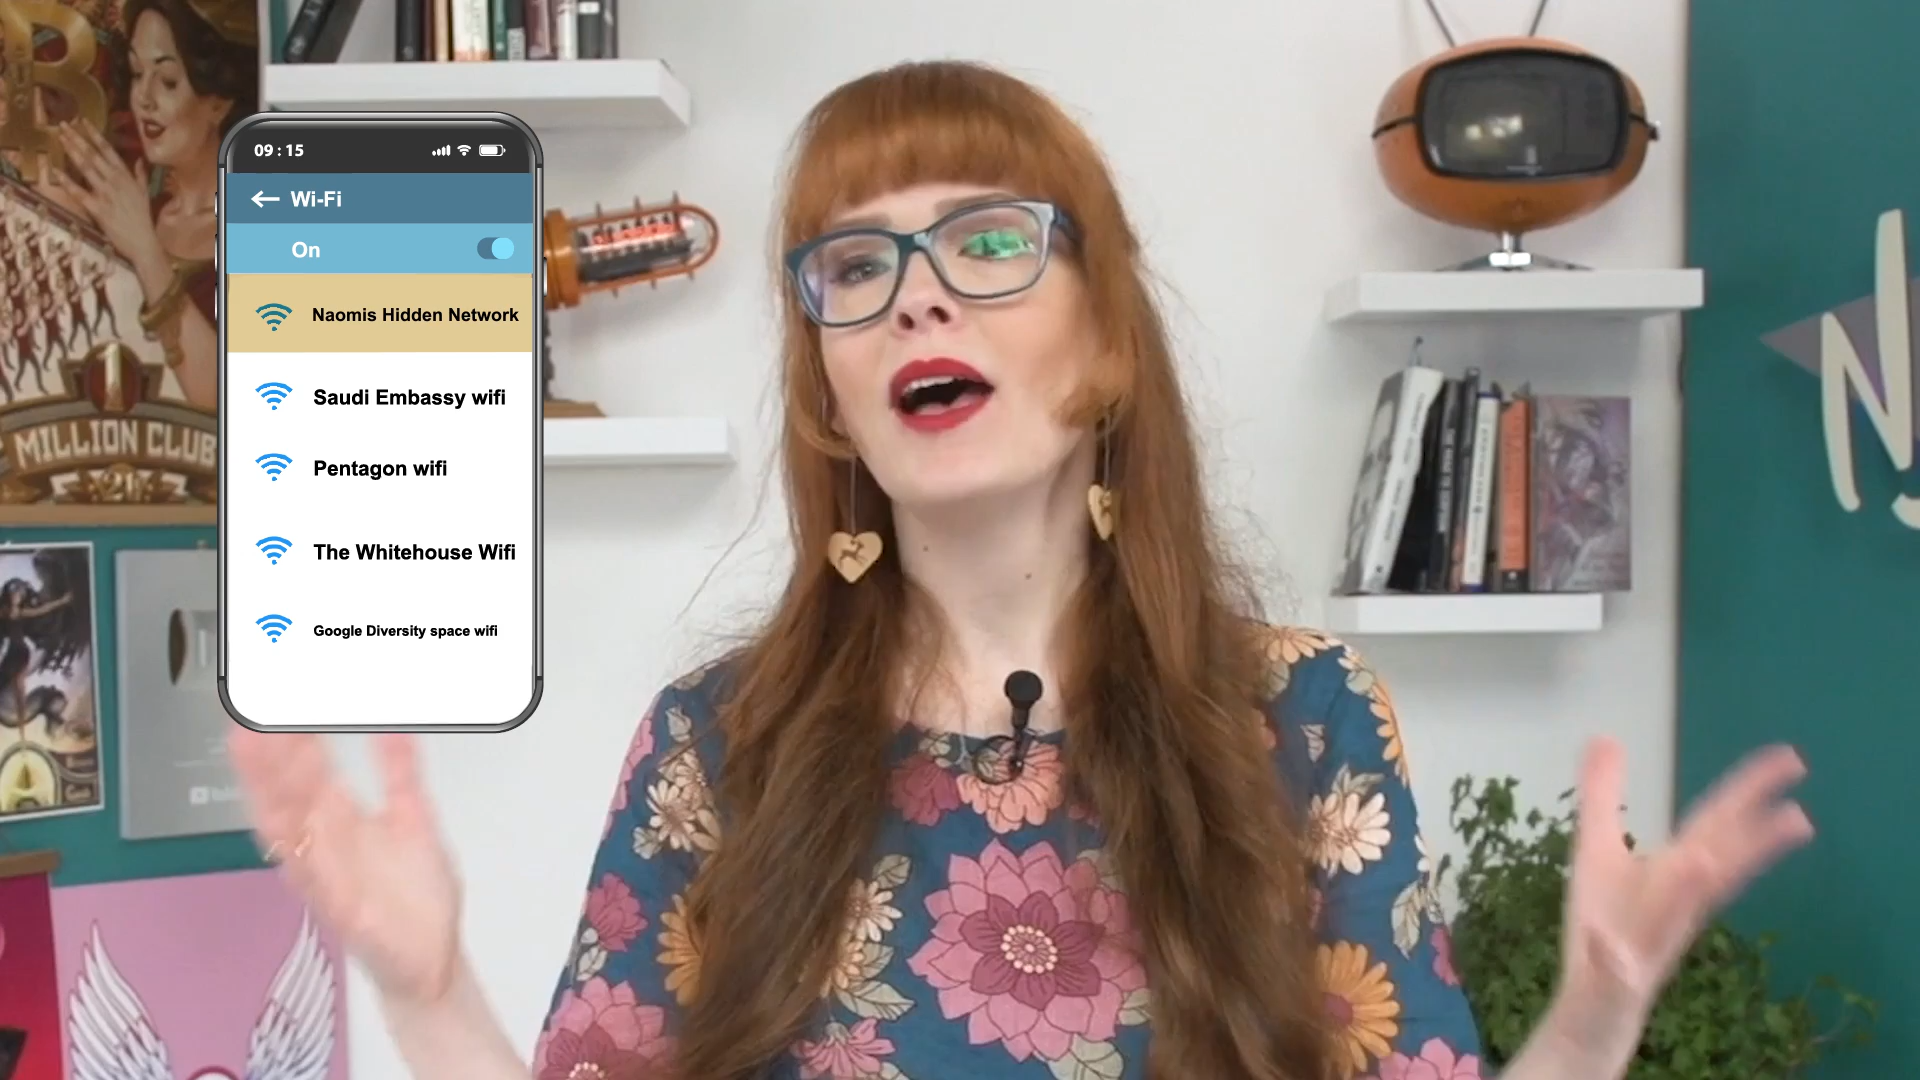 09:15
Wi-Fi
On
Naomis Hidden Network
Saudi Embassy wifi
Pentagon wifi
The Whitehouse Wifi
Google Diversity space wifi
MILLION CLUB
21